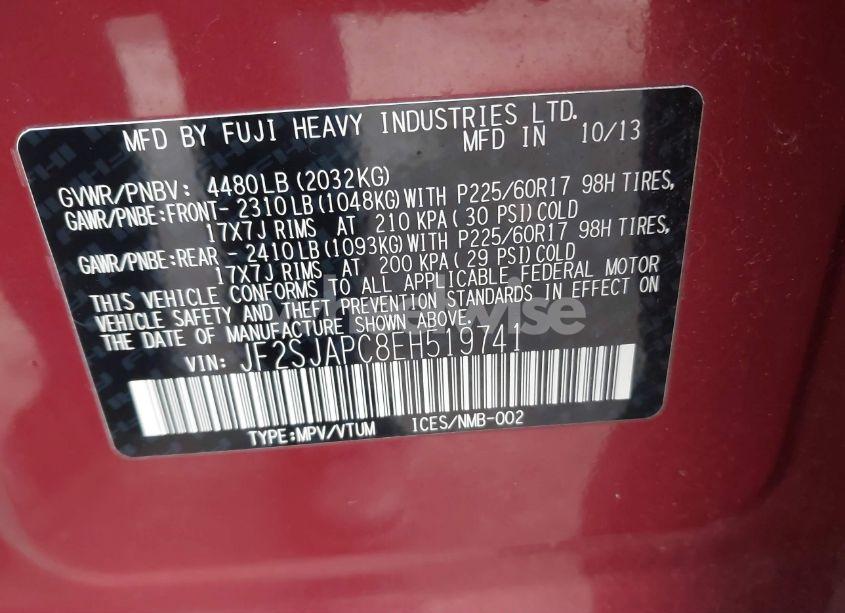 MFD BY FUJI HEAVY INDUSTRIES LTD.
MFD IN 10/13
GVWR/PNBV: 4480LB(2032KG)
GAWR/PNBE:FRONT- 2310LB(1048KG)WITH P225/60R17 98H TIRES,
17X7J RIMS AT 210 KPA(30 PSI)COLD
GAWR/PNBE:REAR - 2410LB(1093KG)WITH P225/60R17 98H TIRES,
17X7J RIMS AT 200 KPA(29 PSI)COLD
THIS VEHICLE CONFORMS TO ALL APPLICABLE FEDERAL MOTOR
VEHICLE SAFETY AND THEFT PREVENTION STANDARDS IN EFFECT ON
THE DATE OF MANUFACTURE SHOWN ABOVE.
VIN: JF2SJAPC8EH519741
TYPE:MPV/VTUM ICES/NMB-002